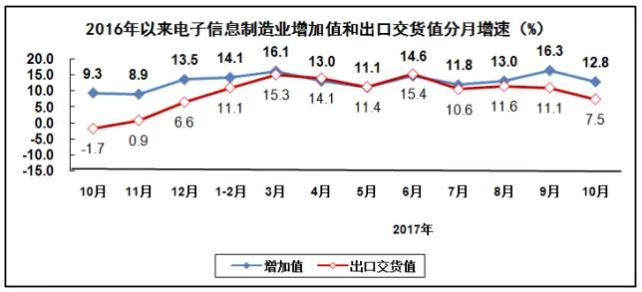 2016年以来电子信息制造业增加值和出口交货值分月增速（%）
20.0
15.0
10.0
5.0
0.0
-5.0
-10.0
-15.0
9.3 8.9 13.5 14.1 16.1 13.0 11.1 14.6 11.8 13.0 16.3 12.8
-1.7 0.9 6.6 11.1 15.3 14.1 11.4 15.4 10.6 11.6 11.1 7.5
10月 11月 12月 1-2月 3月 4月 5月 6月 7月 8月 9月 10月
2017年
增加值 出口交货值